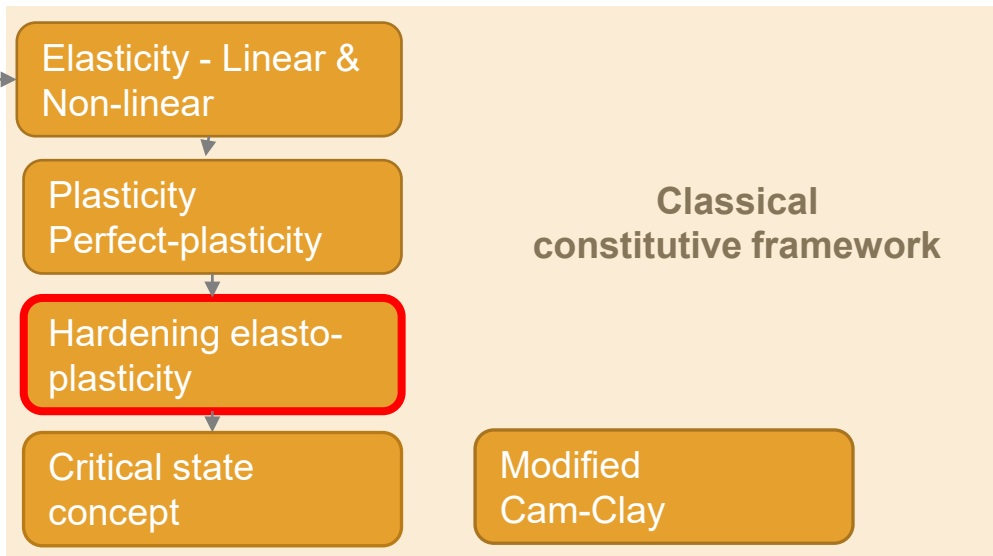 Elasticity - Linear &
Non-linear
Plasticity
Perfect-plasticity
Classical
constitutive framework
Hardening elasto-
plasticity
Critical state
concept
Modified
Cam-Clay